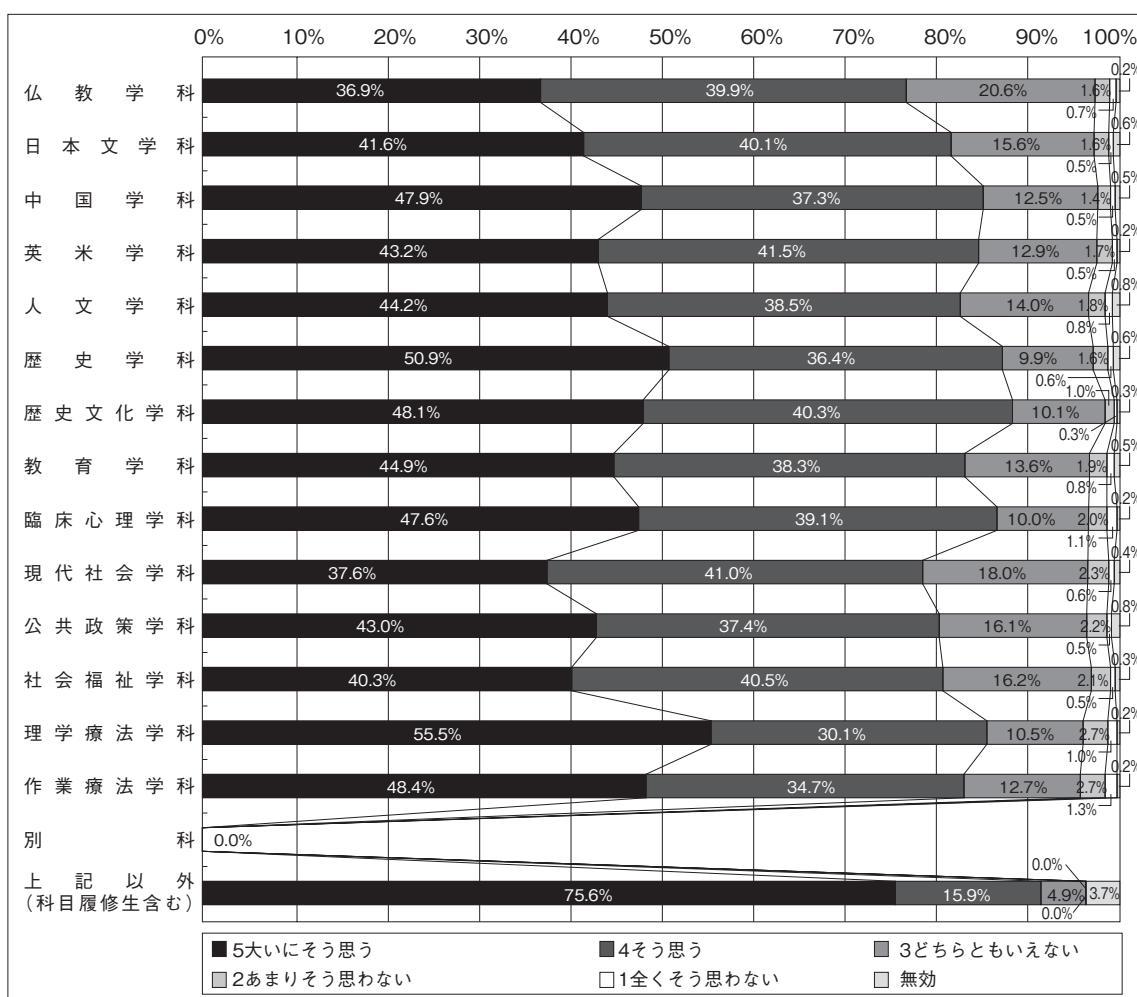 0% 10% 20% 30% 40% 50% 60% 70% 80% 90% 100%
仏教学科 36.9% 39.9% 20.6% 1.6% 0.7% 0.2%
日本文学科 41.6% 40.1% 15.6% 1.6% 0.5% 0.6%
中国学科 47.9% 37.3% 12.5% 1.4% 0.5% 0.5%
英米学科 43.2% 41.5% 12.9% 1.7% 0.5% 0.2%
人文学科 44.2% 38.5% 14.0% 1.8% 0.8% 0.8%
歴史学科 50.9% 36.4% 9.9% 1.6% 0.6% 0.6%
歴史文化学科 48.1% 40.3% 10.1% 1.0% 0.3% 0.3%
教育学科 44.9% 38.3% 13.6% 1.9% 0.8% 0.5%
臨床心理学科 47.6% 39.1% 10.0% 2.0% 1.1% 0.2%
現代社会学科 37.6% 41.0% 18.0% 2.3% 0.6% 0.4%
公共政策学科 43.0% 37.4% 16.1% 2.2% 0.5% 0.8%
社会福祉学科 40.3% 40.5% 16.2% 2.1% 0.5% 0.3%
理学療法学科 55.5% 30.1% 10.5% 2.7% 1.0% 0.2%
作業療法学科 48.4% 34.7% 12.7% 2.7% 1.3% 0.2%
別科 0.0%
上記以外
（科目履修生含む） 75.6% 15.9% 4.9% 0.0% 0.0% 3.7%
5大いにそう思う 4そう思う 3どちらともいえない
2あまりそう思わない 1全くそう思わない 無効